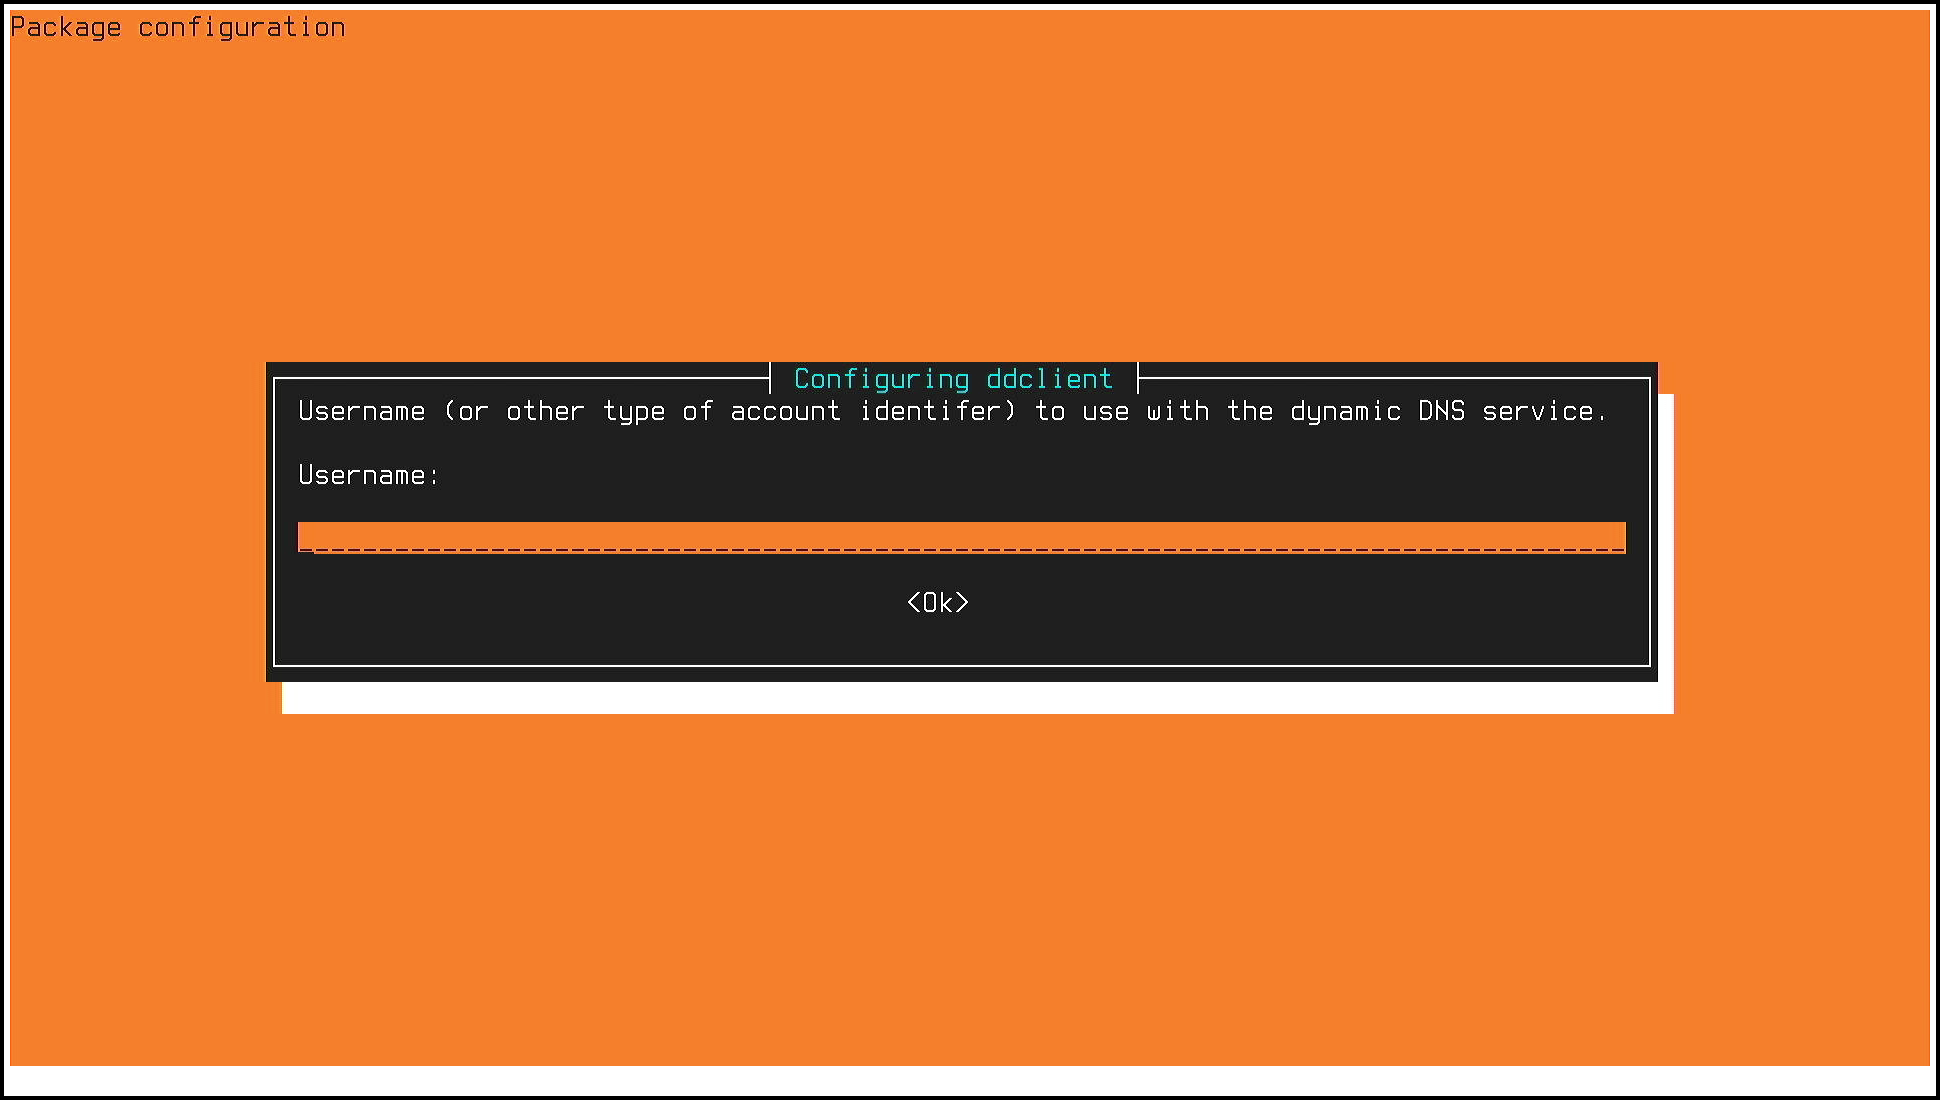 Package configuration
Configuring ddclient
Username (or other type of account identifer) to use with the dynamic DNS service.
Username:
<Ok>